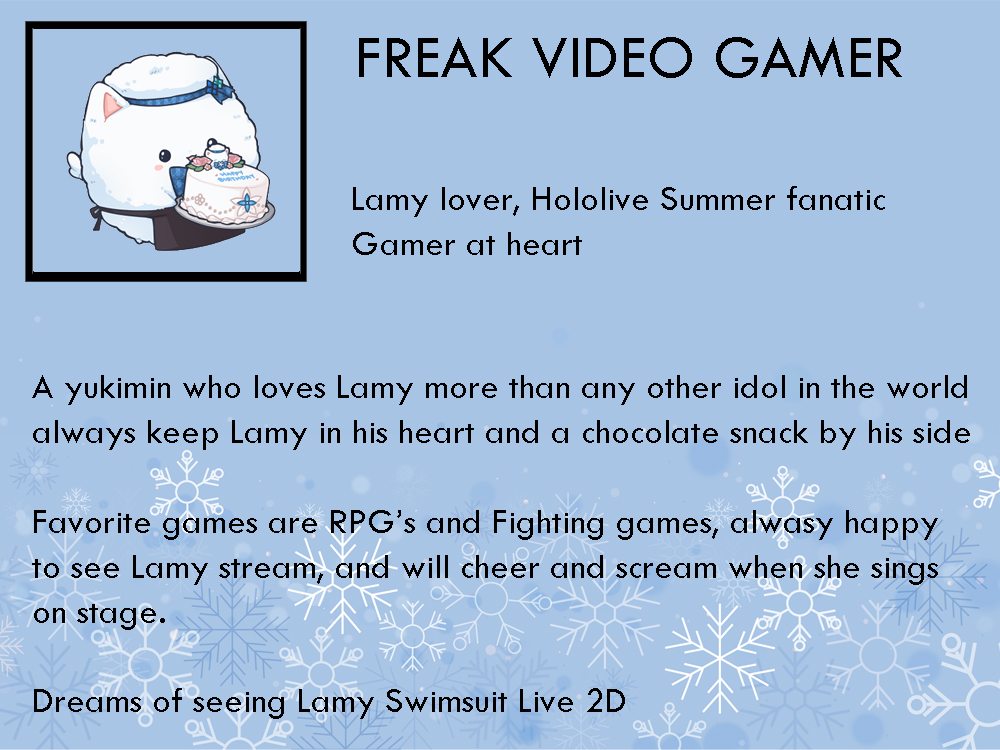 FREAK VIDEO GAMER
HAPPY
BIRTHDAY
Lamy lover, Hololive Summer fanatic
Gamer at heart
A yukimin who loves Lamy more than any other idol in the world
always keep Lamy in his heart and a chocolate snack by his side
Favorite games are RPG's and Fighting games, alwasy happy
to see Lamy stream, and will cheer and scream when she sings
on stage.
Dreams of seeing Lamy Swimsuit Live 2D